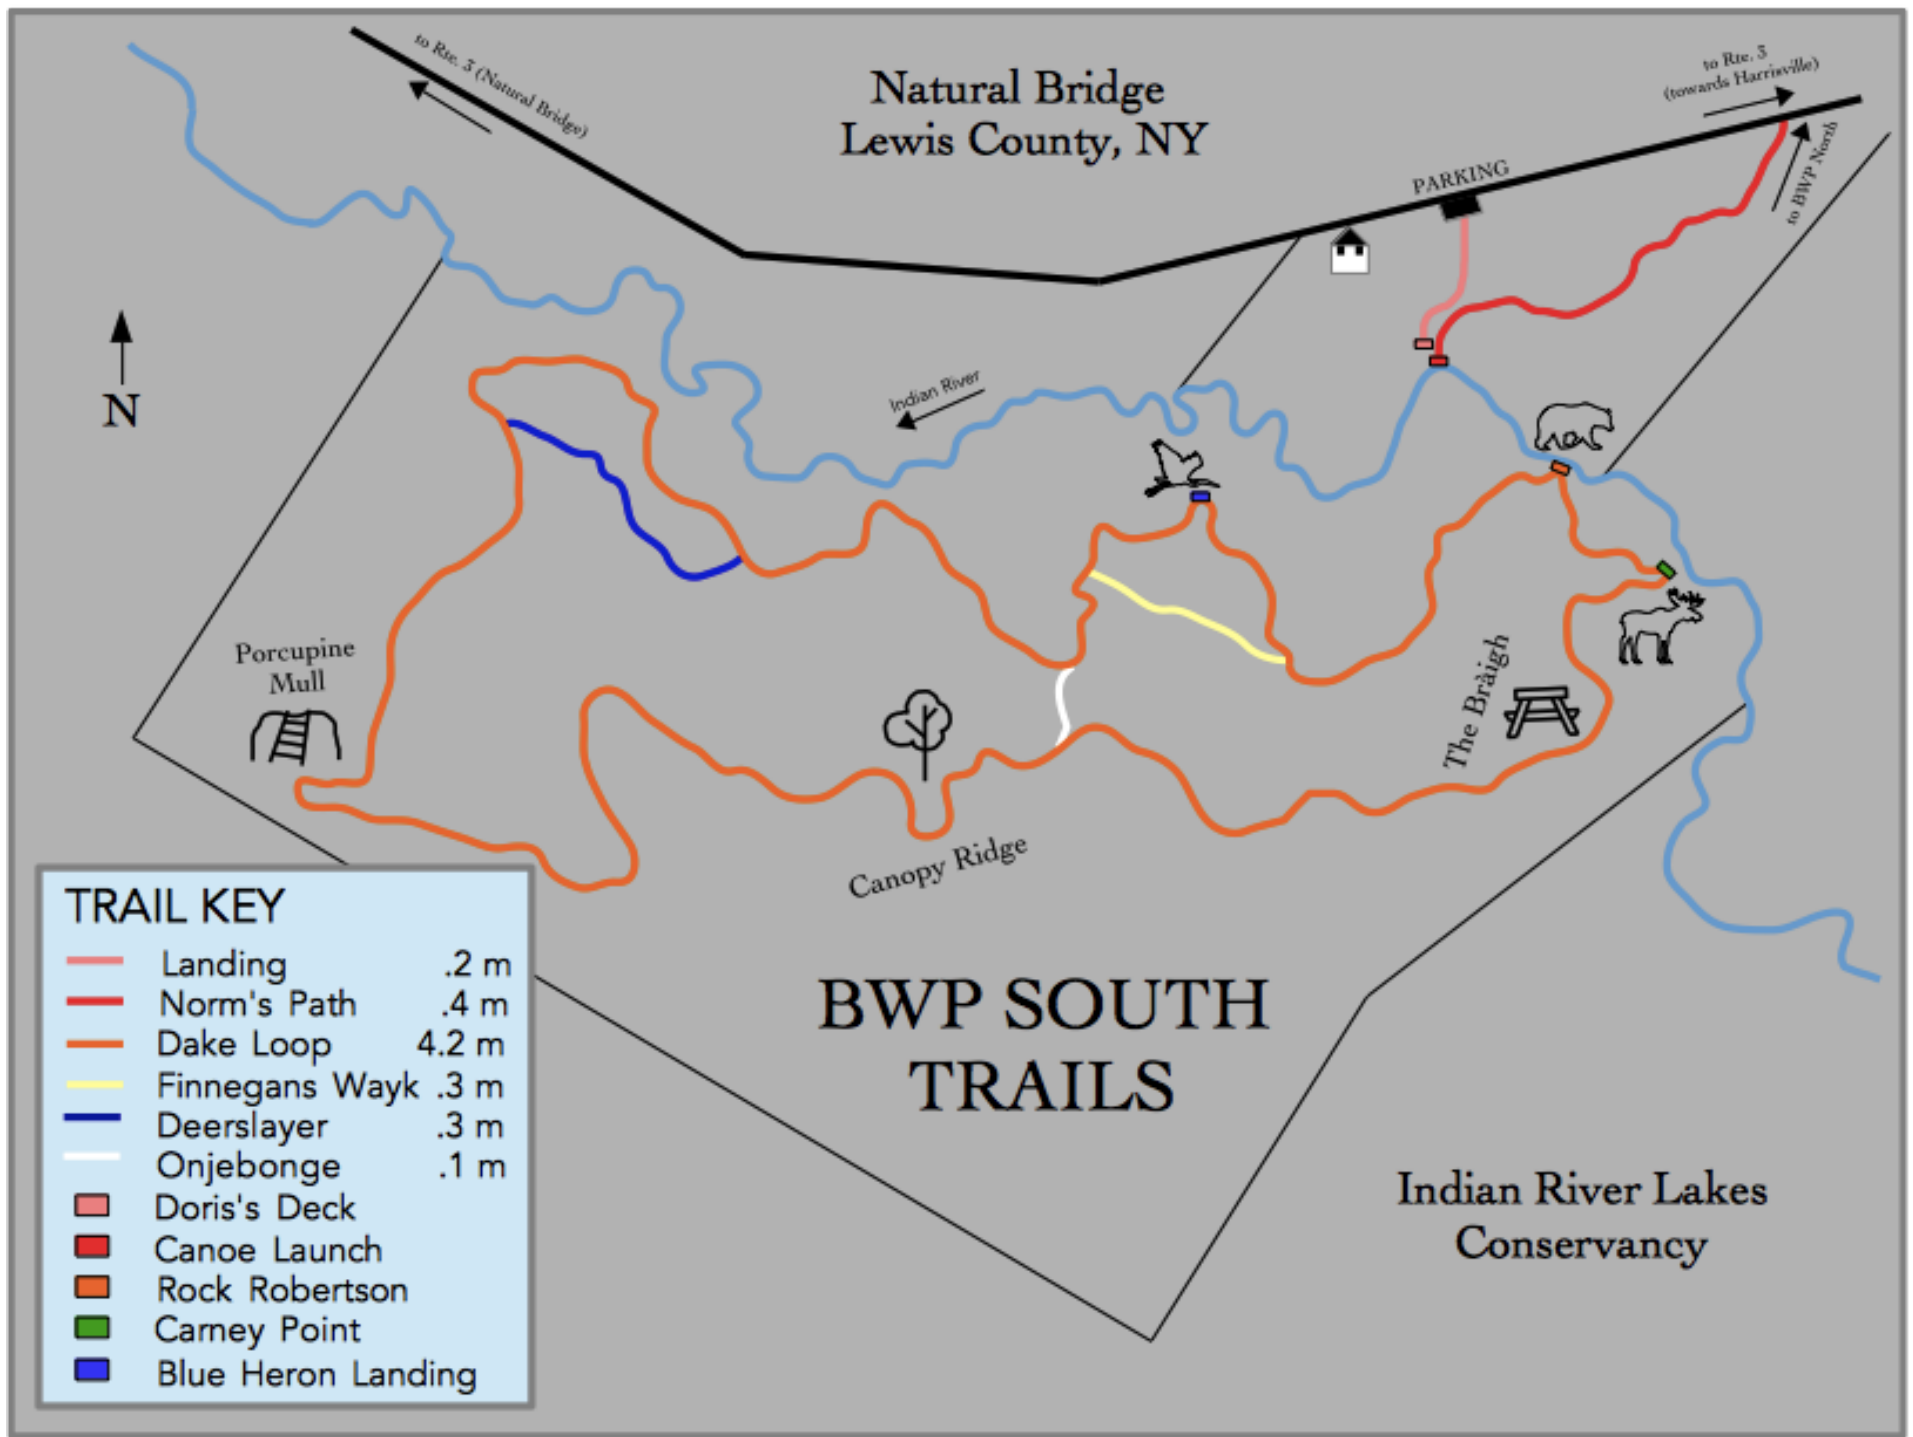 to Rte. 3 (Natural Bridge)
Natural Bridge
Lewis County, NY
to Rte. 3
(towards Harrisville)
to BWP North
PARKING
Indian River
N
Porcupine
Mull
The Bràigh
Canopy Ridge
BWP SOUTH
TRAILS
Indian River Lakes
Conservancy
TRAIL KEY
Landing .2 m
Norm's Path .4 m
Dake Loop 4.2 m
Finnegans Wayk .3 m
Deerslayer .3 m
Onjebonge .1 m
Doris's Deck
Canoe Launch
Rock Robertson
Carney Point
Blue Heron Landing